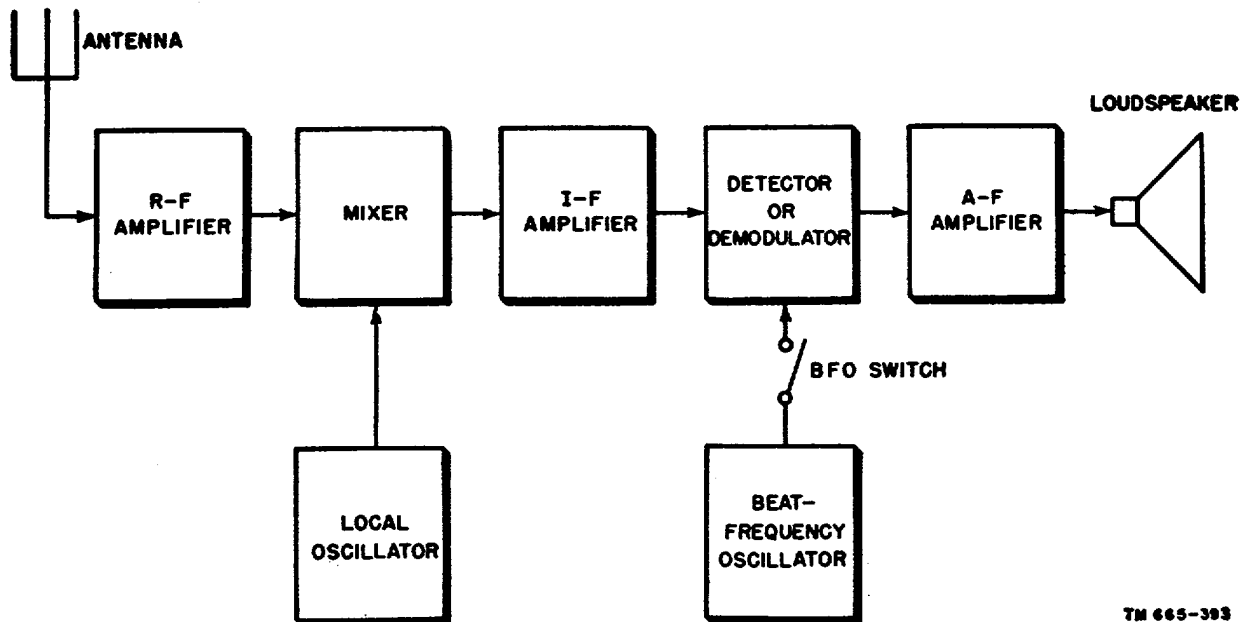 ANTENNA
LOUDSPEAKER
R-F
AMPLIFIER
MIXER
I-F
AMPLIFIER
DETECTOR
OR
DEMODULATOR
A-F
AMPLIFIER
BFO SWITCH
LOCAL
OSCILLATOR
BEAT-
FREQUENCY
OSCILLATOR
TM 665-393